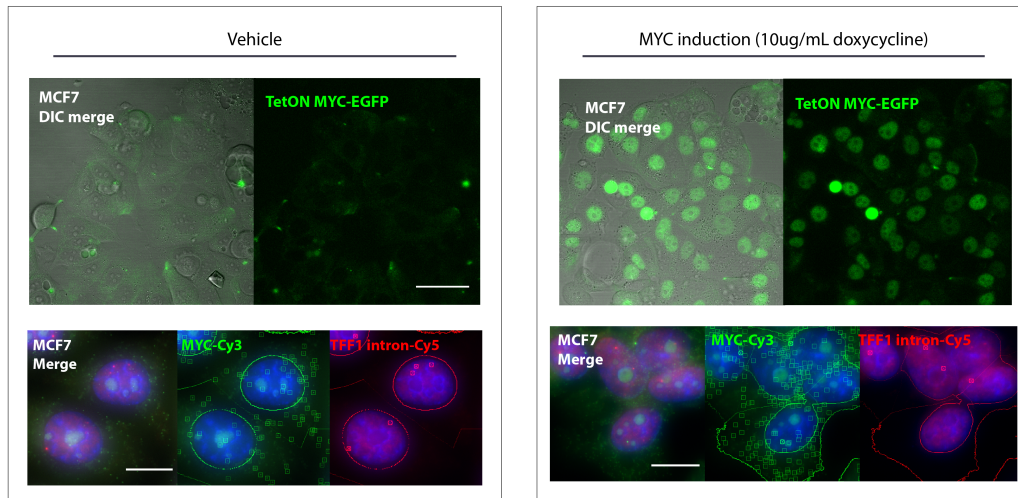 Vehicle
MCF7
DIC merge
TetON MYC-EGFP
MCF7
Merge
MYC-Cy3
TFF1 intron-Cy5
MYC induction (10ug/mL doxycycline)
MCF7
DIC merge
TetON MYC-EGFP
MCF7
Merge
MYC-Cy3
TFF1 intron-Cy5